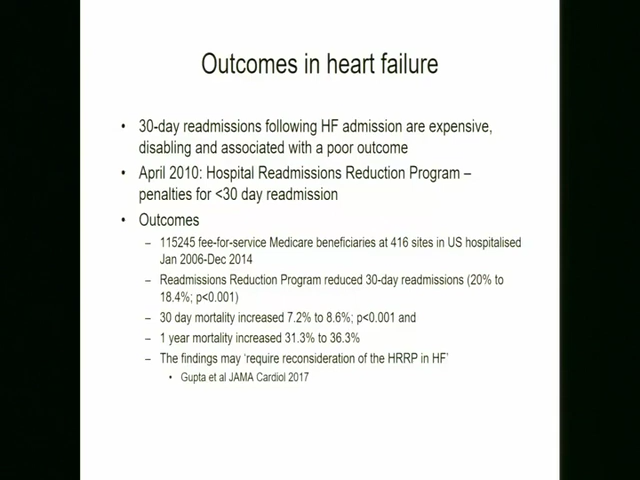 Outcomes in heart failure
• 30-day readmissions following HF admission are expensive,
disabling and associated with a poor outcome
• April 2010: Hospital Readmissions Reduction Program –
penalties for <30 day readmission
• Outcomes
– 115245 fee-for-service Medicare beneficiaries at 416 sites in US hospitalised
Jan 2006-Dec 2014
– Readmissions Reduction Program reduced 30-day readmissions (20% to
18.4%; p<0.001)
– 30 day mortality increased 7.2% to 8.6%; p<0.001 and
– 1 year mortality increased 31.3% to 36.3%
– The findings may ‘require reconsideration of the HRRP in HF’
• Gupta et al JAMA Cardiol 2017